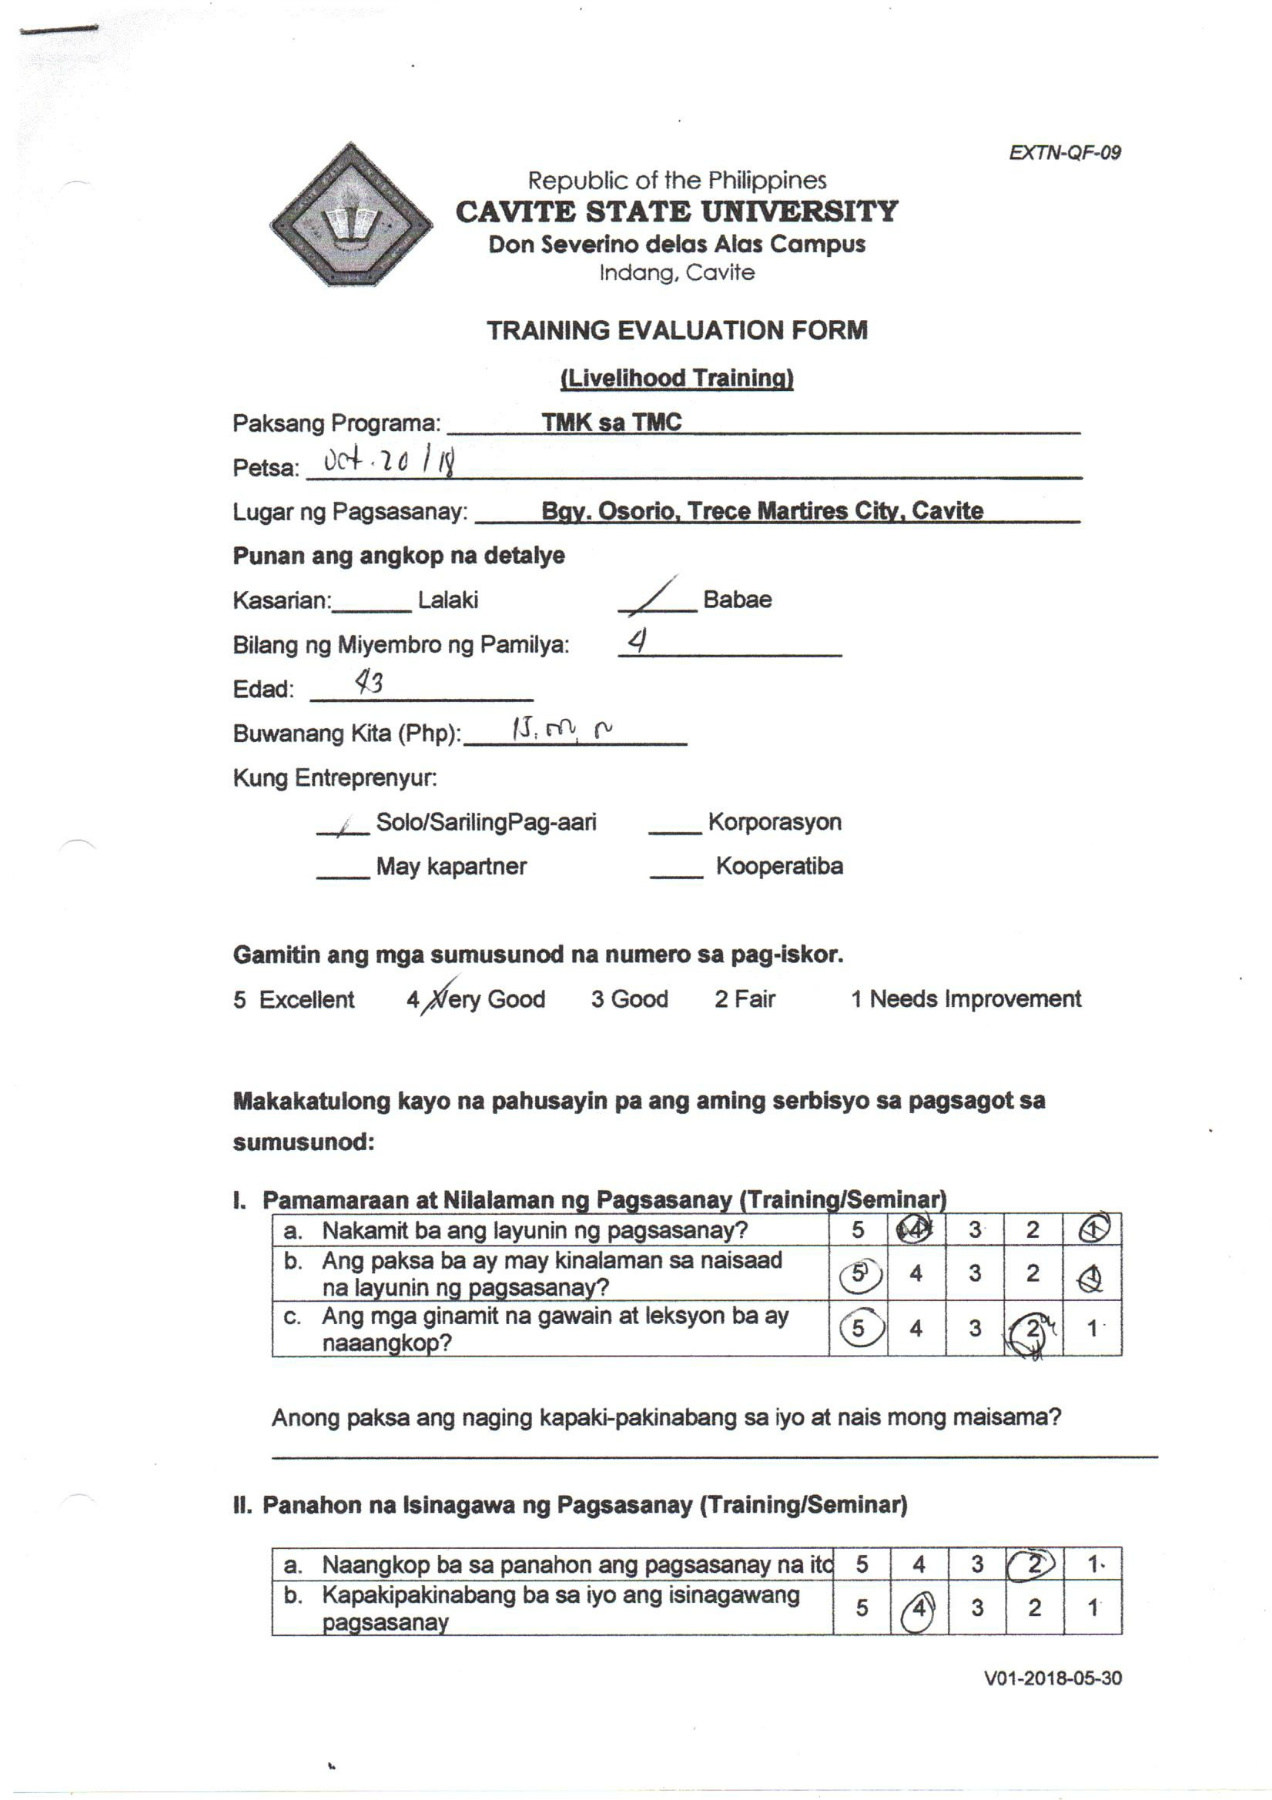 EXTN-QF-09
Republic of the Philippines
CAVITE STATE UNIVERSITY
Don Severino delas Alas Campus
Indang, Cavite
TRAINING EVALUATION FORM
(Livelihood Training)
Paksang Programa: TMK sa TMC
Petsa: Oct. 20 / 18
Lugar ng Pagsasanay: Bgy. Osorio, Trece Martires City, Cavite
Punan ang angkop na detalye
Kasarian: Lalaki / Babae
Bilang ng Miyembro ng Pamilya: 4
Edad: 43
Buwanang Kita (Php):
Kung Entreprenyur:
/ Solo/SarilingPag-aari Korporasyon
May kapartner Kooperatiba
Gamitin ang mga sumusunod na numero sa pag-iskor.
5 Excellent 4 Very Good 3 Good 2 Fair 1 Needs Improvement
Makakatulong kayo na pahusayin pa ang aming serbisyo sa pagsagot sa
sumusunod:
I. Pamamaraan at Nilalaman ng Pagsasanay (Training/Seminar)
a. Nakamit ba ang layunin ng pagsasanay? 5 4 3 2 1
b. Ang paksa ba ay may kinalaman sa naisaad
na layunin ng pagsasanay? 5 4 3 2 1
c. Ang mga ginamit na gawain at leksyon ba ay
naaangkop? 5 4 3 2 1
Anong paksa ang naging kapaki-pakinabang sa iyo at nais mong maisama?
II. Panahon na Isinagawa ng Pagsasanay (Training/Seminar)
a. Naangkop ba sa panahon ang pagsasanay na ito 5 4 3 2 1
b. Kapakipakinabang ba sa iyo ang isinagawang
pagsasanay 5 4 3 2 1
V01-2018-05-30